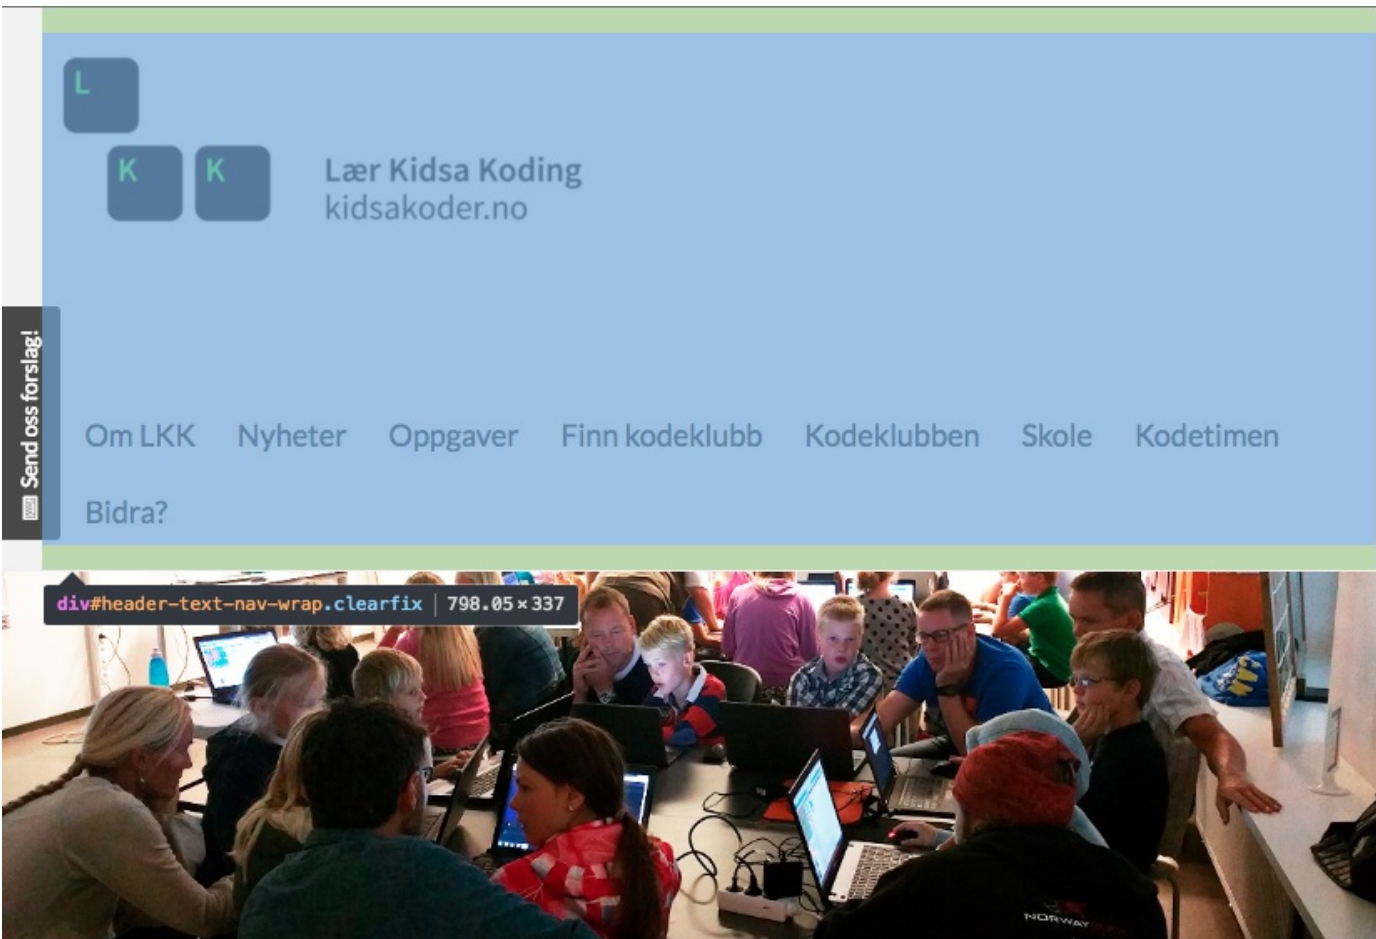 L
K K
Lær Kidsa Koding
kidsakoder.no
Send oss forslag!
Om LKK Nyheter Oppgaver Finn kodeklubb Kodeklubben Skole Kodetimen
Bidra?
div#header-text-nav-wrap.clearfix | 798.05×337
NORWAY